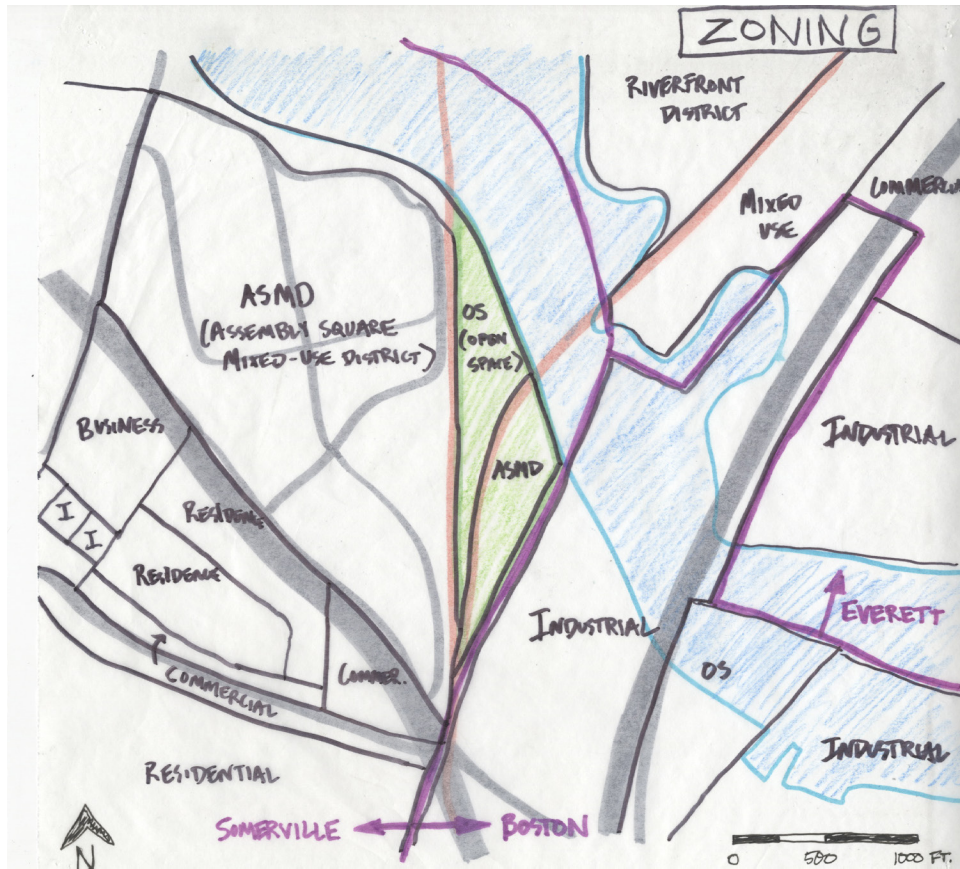 ZONING
RIVERFRONT
DISTRICT
COMMERCI
MIXED
USE
ASMD
(ASSEMBLY SQUARE
MIXED-USE DISTRICT)
OS
(OPEN
SPACE)
BUSINESS
INDUSTRIAL
ASMD
I
I
RESIDENCE
RESIDENCE
INDUSTRIAL
EVERETT
OS
COMMER.
COMMERCIAL
INDUSTRIAL
RESIDENTIAL
SOMERVILLE
BOSTON
N
0 500 1000 FT.